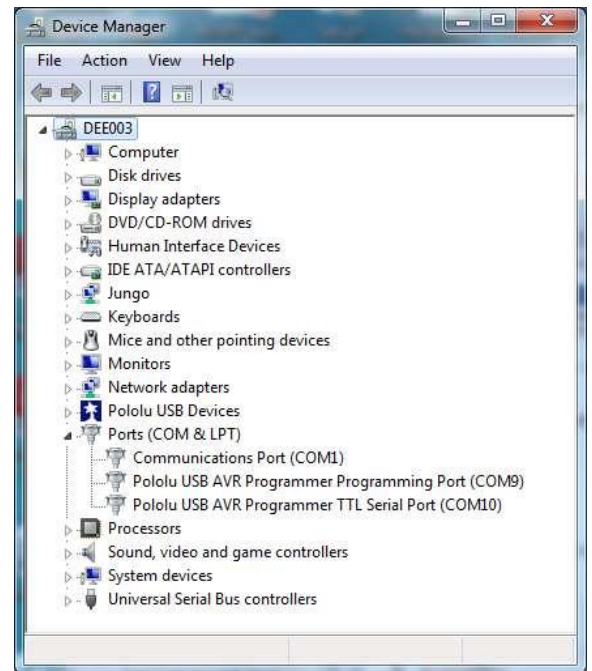 Device Manager
File Action View Help
DEE003
Computer
Disk drives
Display adapters
DVD/CD-ROM drives
Human Interface Devices
IDE ATA/ATAPI controllers
Jungo
Keyboards
Mice and other pointing devices
Monitors
Network adapters
Pololu USB Devices
Ports (COM & LPT)
Communications Port (COM1)
Pololu USB AVR Programmer Programming Port (COM9)
Pololu USB AVR Programmer TTL Serial Port (COM10)
Processors
Sound, video and game controllers
System devices
Universal Serial Bus controllers